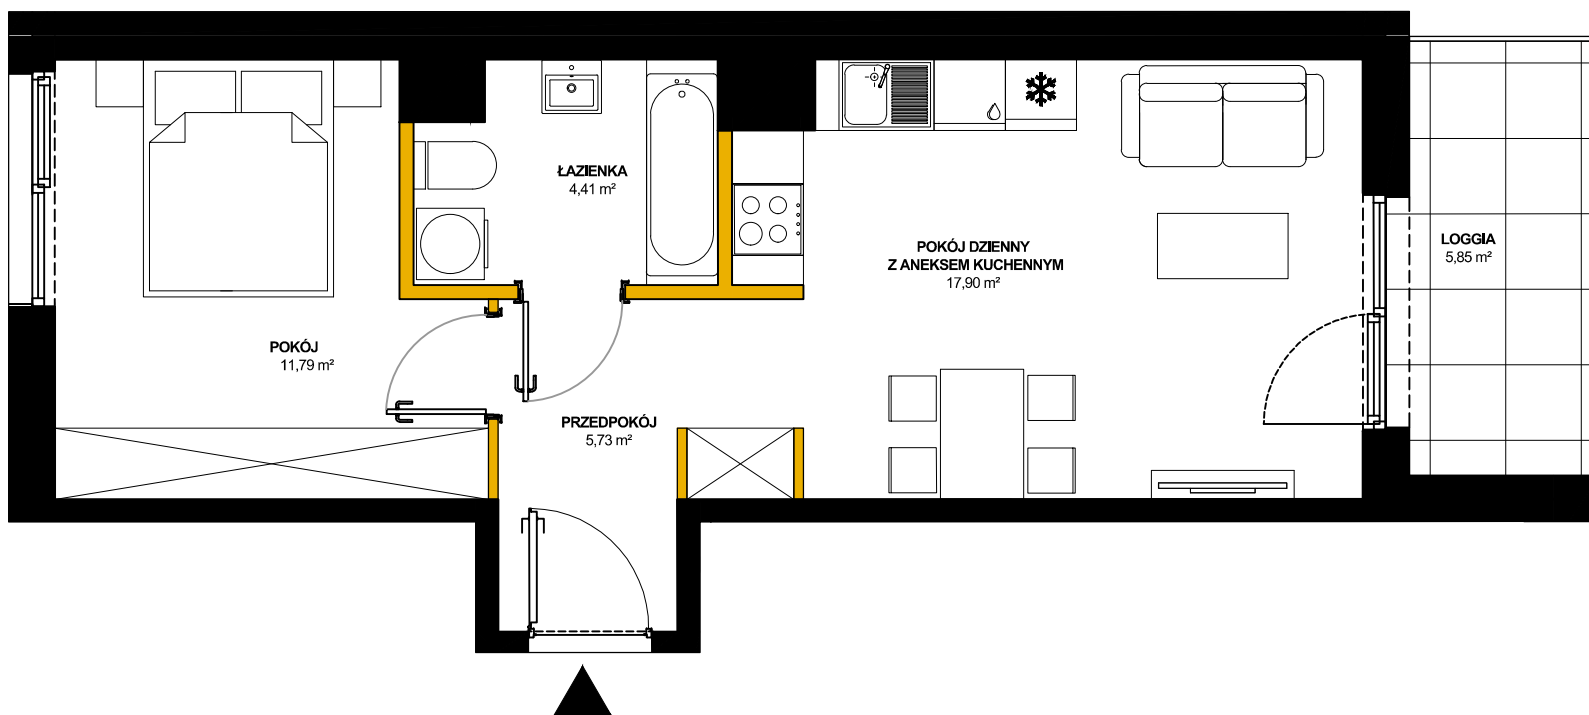 ŁAZIENKA
4,41 m²
POKÓJ DZIENNY
Z ANEKSEM KUCHENNYM
17,90 m²
LOGGIA
5,85 m²
POKÓJ
11,79 m²
PRZEDPOKÓJ
5,73 m²